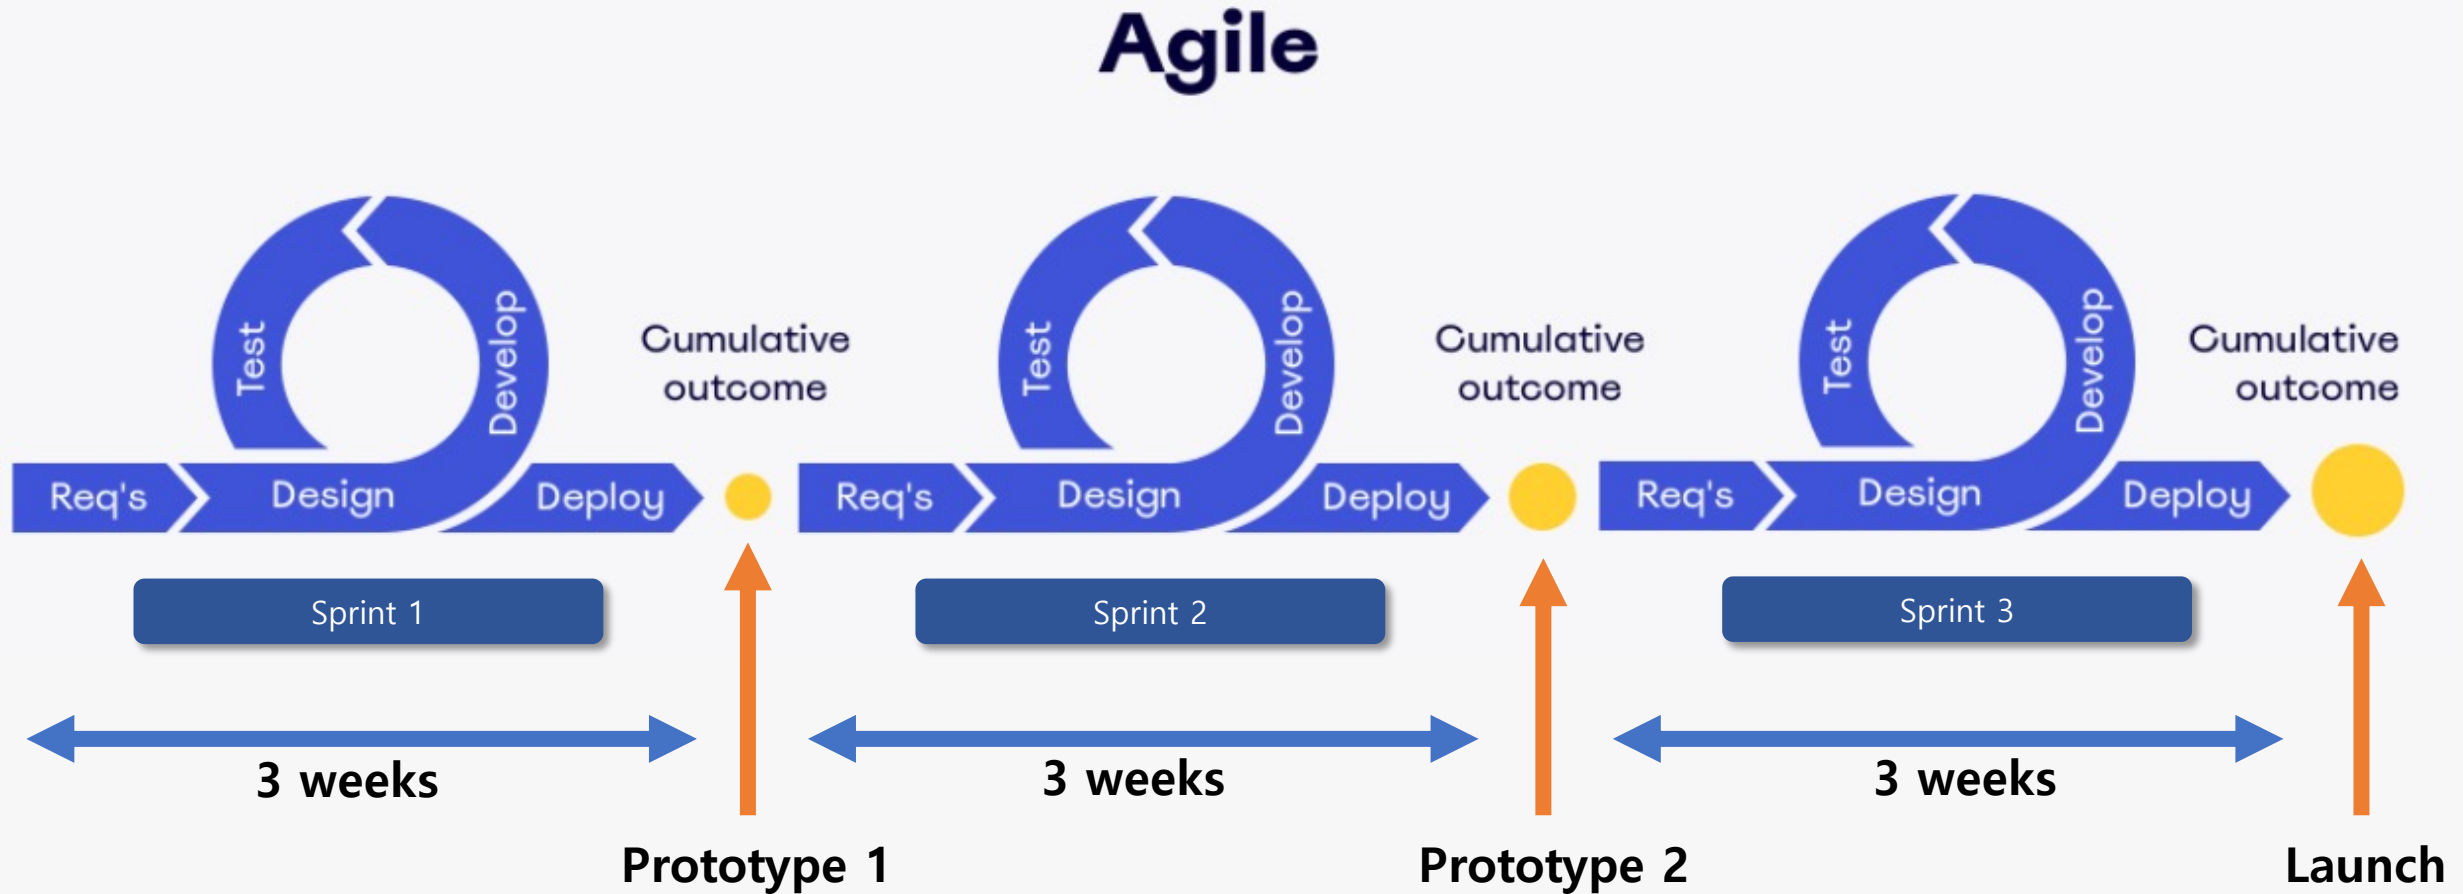 Agile
Test
Develop
Cumulative
outcome
Req's
Design
Deploy
Test
Develop
Cumulative
outcome
Req's
Design
Deploy
Test
Develop
Cumulative
outcome
Req's
Design
Deploy
Sprint 1
Sprint 2
Sprint 3
3 weeks
3 weeks
3 weeks
Prototype 1
Prototype 2
Launch